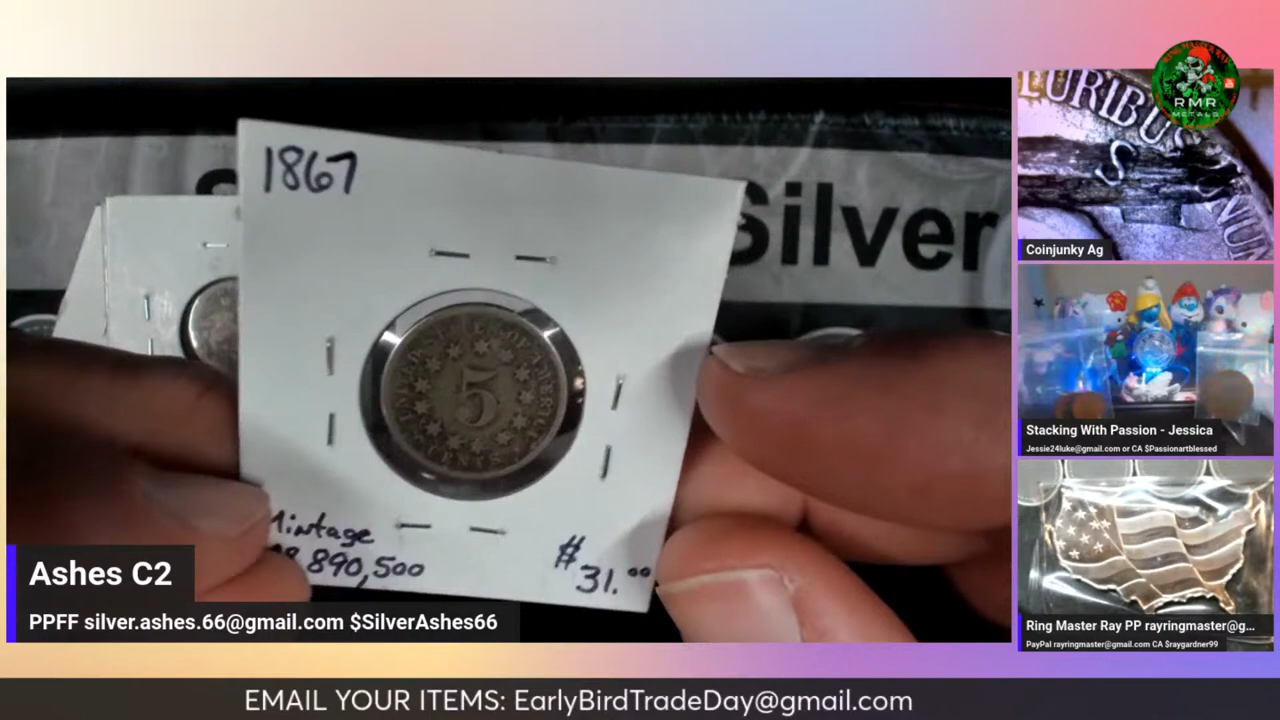 1867
Silver
UNITED STATES OF AMERICA
5
CENTS
Mintage
890,500
$31.00
Ashes C2
PPFF silver.ashes.66@gmail.com $SilverAshes66
RMR
METALS
S
Coinjunky Ag
Stacking With Passion - Jessica
Jessie24luke@gmail.com or CA $Passionartblessed
Ring Master Ray PP rayringmaster@g...
PayPal rayringmaster@gmail.com CA $raygardner99
EMAIL YOUR ITEMS: EarlyBirdTradeDay@gmail.com